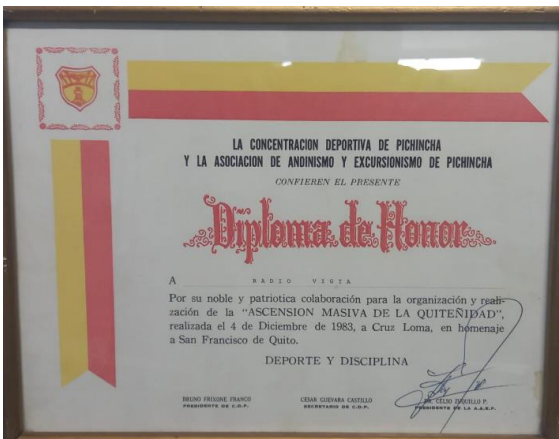 LA CONCENTRACION DEPORTIVA DE PICHINCHA
Y LA ASOCIACION DE ANDINISMO Y EXCURSIONISMO DE PICHINCHA
CONFIEREN EL PRESENTE
Diploma de Honor
A RADIO VIGIA
Por su noble y patriotica colaboración para la organización y reali-
zación de la "ASCENSION MASIVA DE LA QUITEÑIDAD",
realizada el 4 de Diciembre de 1983, a Cruz Loma, en homenaje
a San Francisco de Quito.
DEPORTE Y DISCIPLINA
BRUNO FRIXONE FRANCO CESAR GUEVARA CASTILLO DR. CELSO ZUQUILLO P.
PRESIDENTE DE C.D.P. SECRETARIO DE C.D.P. PRESIDENTE DE LA A.A.E.P.